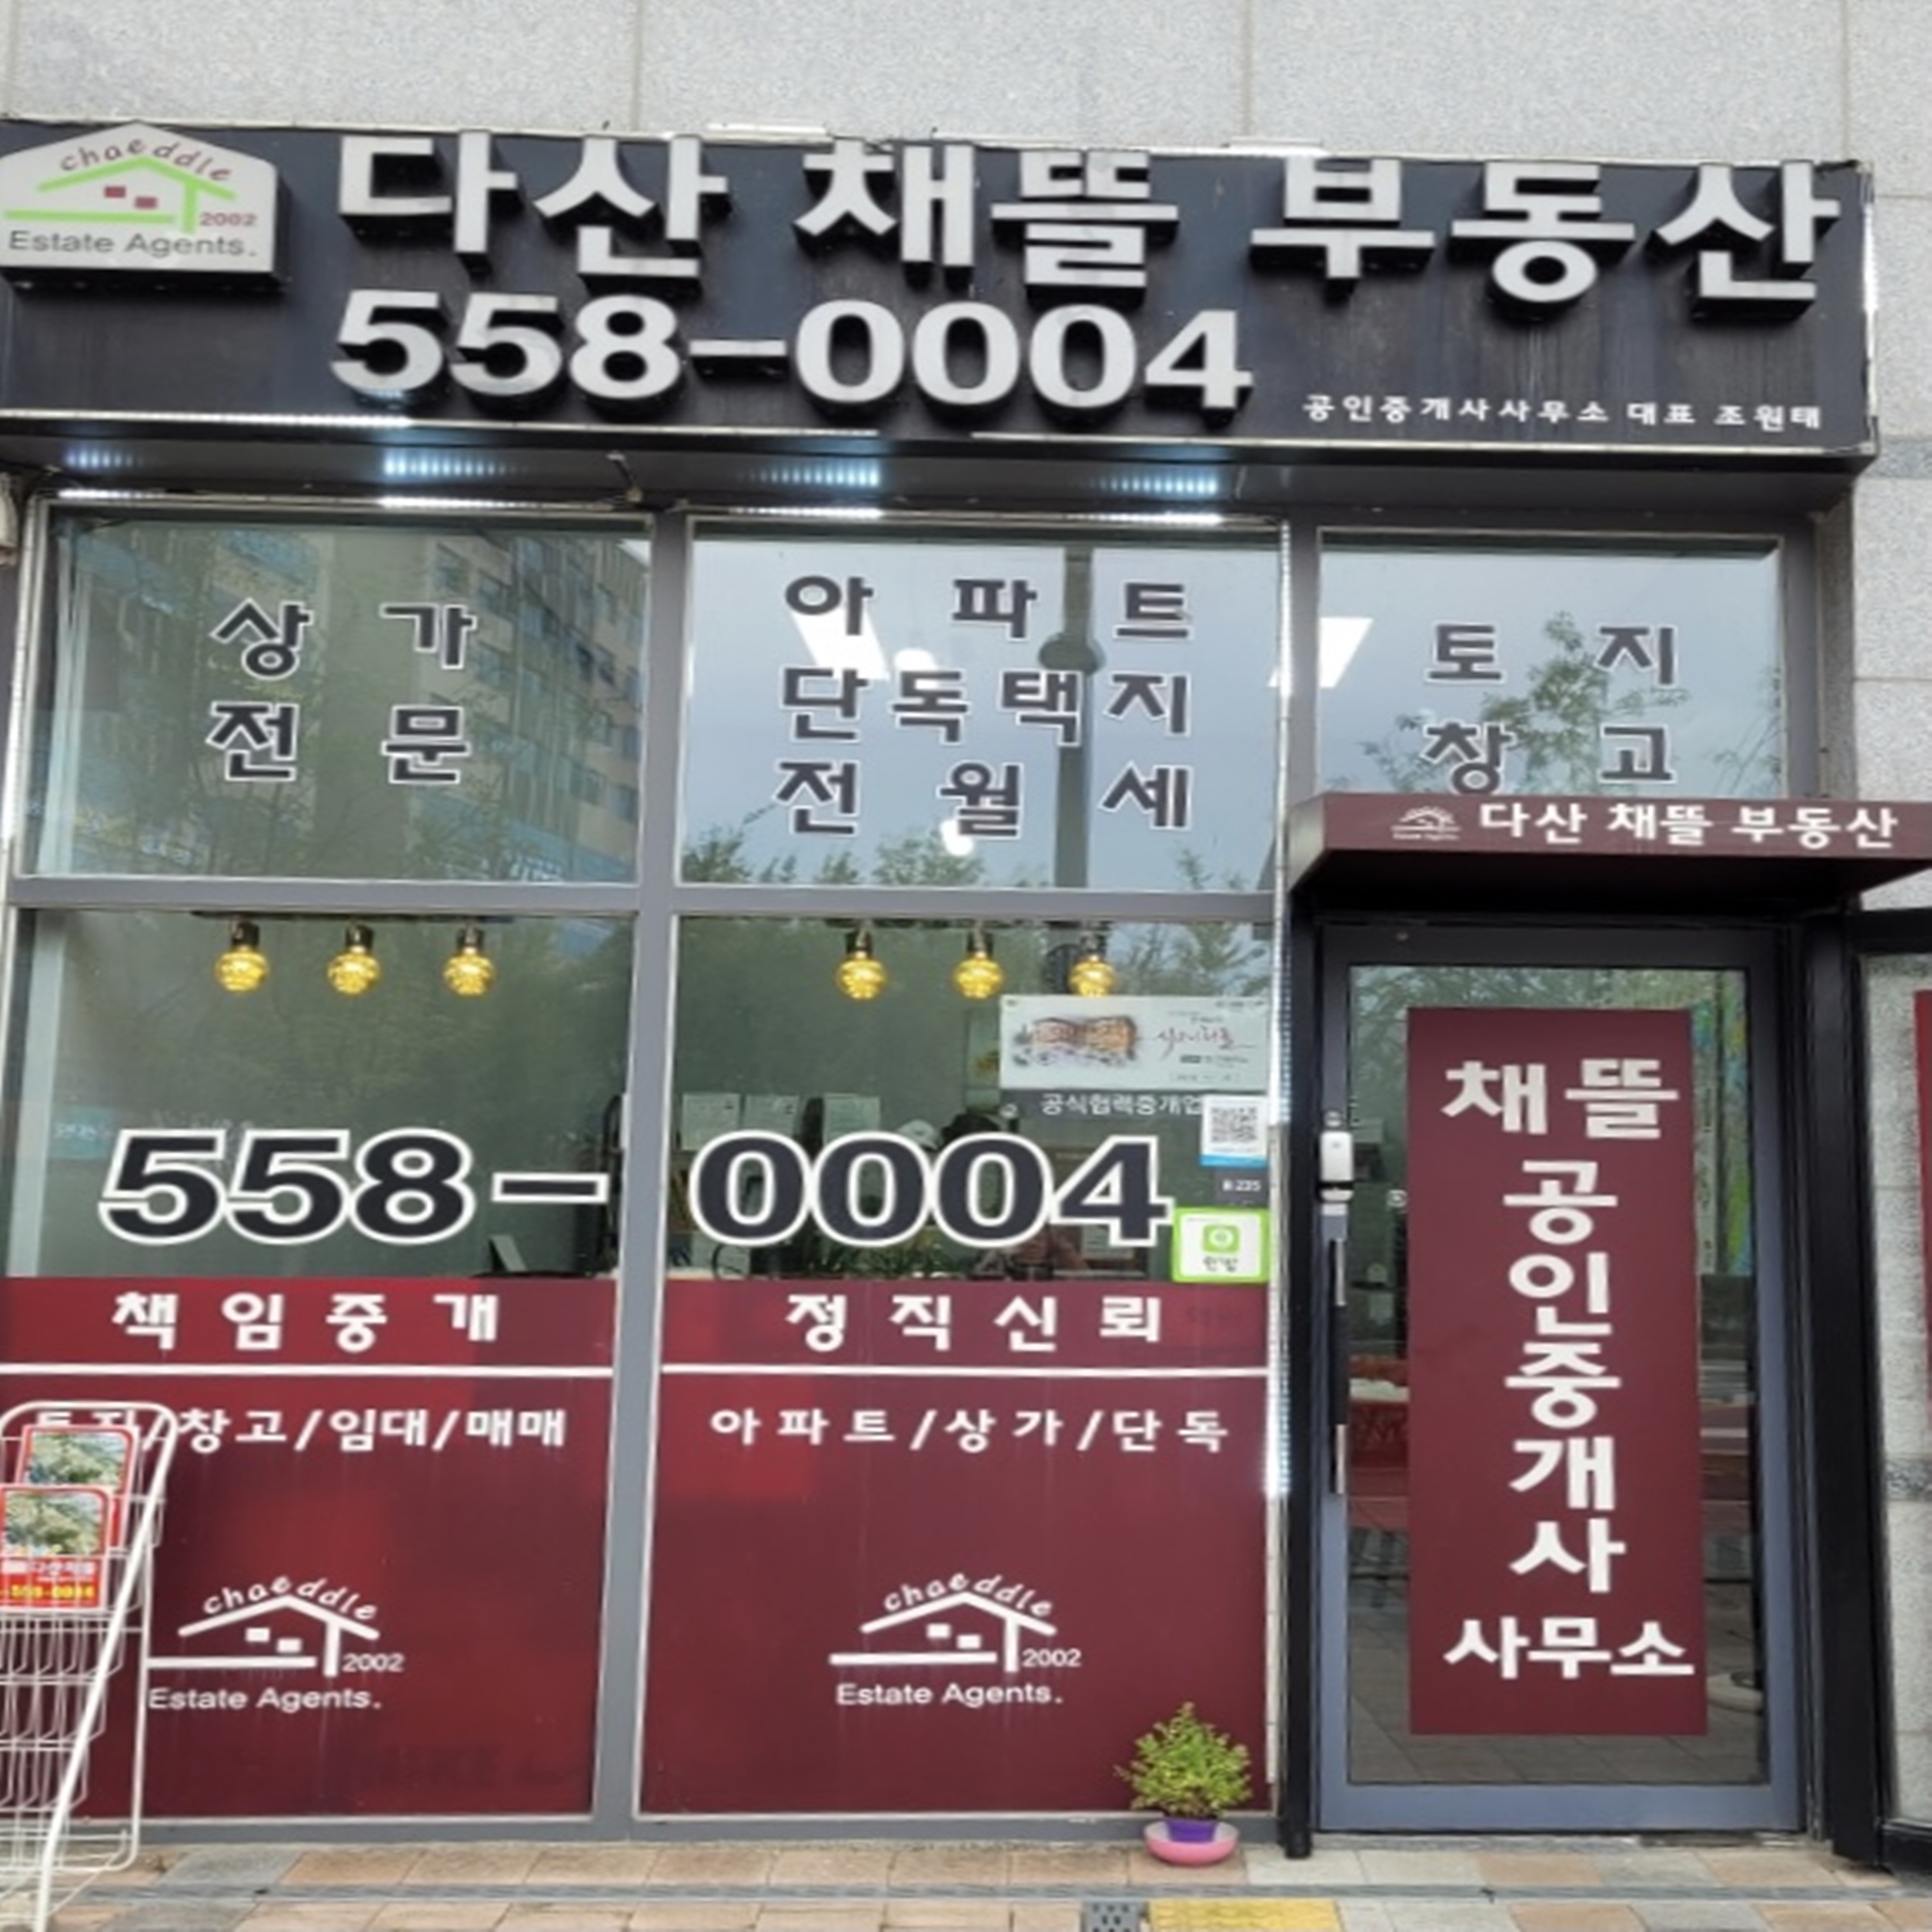 chaeddle
2002
Estate Agents.
다산 채뜰 부동산
558-0004
공인중개사사무소 대표 조원태
상가
전문
아파트
단독택지
전월세
토지
창고
다산 채뜰 부동산
공식협력중개업
558-0004
책임중개
정직신뢰
/창고/임대/매매
아파트/상가/단독
chaeddle
2002
Estate Agents.
chaeddle
2002
Estate Agents.
558-0004
채뜰
공인중개사
사무소